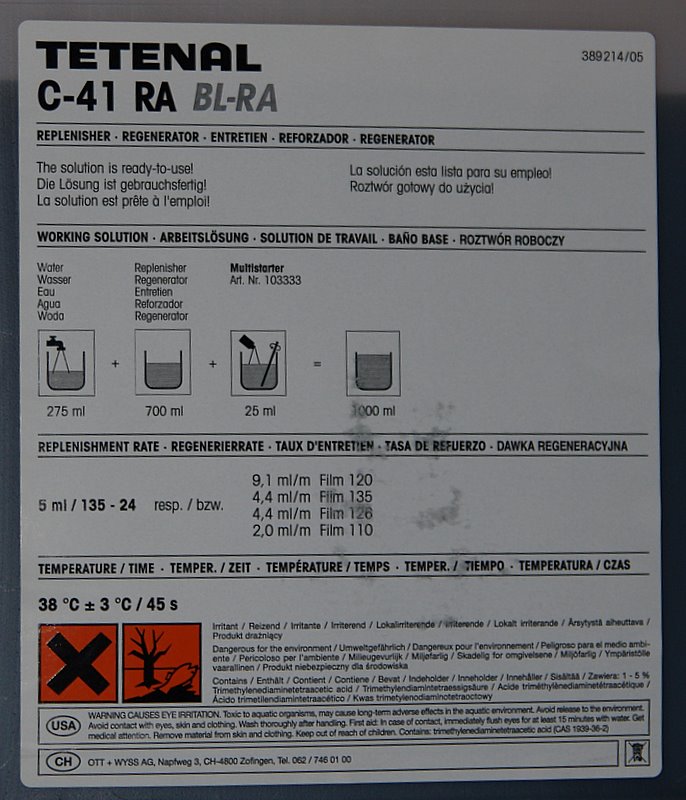 TETENAL
389214/05
C-41 RA BL-RA
REPLENISHER · REGENERATOR · ENTRETIEN · REFORZADOR · REGENERATOR
The solution is ready-to-use!
Die Lösung ist gebrauchsfertig!
La solution est prête à l'emploi!
La solución esta lista para su empleo!
Roztwór gotowy do użycia!
WORKING SOLUTION · ARBEITSLÖSUNG · SOLUTION DE TRAVAIL · BAÑO BASE · ROZTWÓR ROBOCZY
Water
Wasser
Eau
Agua
Woda
Replenisher
Regenerator
Entretien
Reforzador
Regenerator
Multistarter
Art. Nr. 103333
+ + =
275 ml 700 ml 25 ml 1000 ml
REPLENISHMENT RATE · REGENERIERRATE · TAUX D'ENTRETIEN · TASA DE REFUERZO · DAWKA REGENERACYJNA
5 ml / 135 - 24 resp. / bzw.
9,1 ml/m Film 120
4,4 ml/m Film 135
4,4 ml/m Film 126
2,0 ml/m Film 110
TEMPERATURE / TIME · TEMPER. / ZEIT · TEMPÉRATURE / TEMPS · TEMPER. / TIEMPO · TEMPERATURA / CZAS
38 °C ± 3 °C / 45 s
Irritant / Reizend / Irritante / Irriterend / Lokalirriterende / Irriterende / Lokalt irriterande / Ärsytystä aiheuttava /
Produkt drażniący
Dangerous for the environment / Umweltgefährlich / Dangereux pour l'environnement / Peligroso para el medio ambi-
ente / Pericoloso per l'ambiente / Milieugevurlijk / Miljøfarlig / Skadelig for omgivelsene / Miljöfarlig / Ympäristölle
vaarallinen / Produkt niebezpieczny dla środowiska
Contains / Enthält / Contient / Contiene / Bevat / Indeholder / Inneholder / Innehåller / Sisältää / Zawiera: 1 - 5 %
Trimethylenediaminetetraacetic acid / Trimethylendiamintetraessigsäure / Acide triméthylènediaminetétraacétique /
Ácido trimetilendiaminotetraacético / Kwas trimetylenodiaminotetraoctowy
USA
WARNING CAUSES EYE IRRITATION. Toxic to aquatic organisms, may cause long-term adverse effects in the aquatic environment. Avoid release to the environment.
Avoid contact with eyes, skin and clothing. Wash thoroughly after handling. First aid: In case of contact, immediately flush eyes for at least 15 minutes with water. Get
medical attention. Remove material from skin and clothing. Keep out of reach of children. Contains: trimethylenediaminetetraacetic acid (CAS 1939-36-2)
CH
OTT + WYSS AG, Napfweg 3, CH-4800 Zofingen, Tel. 062 / 746 01 00